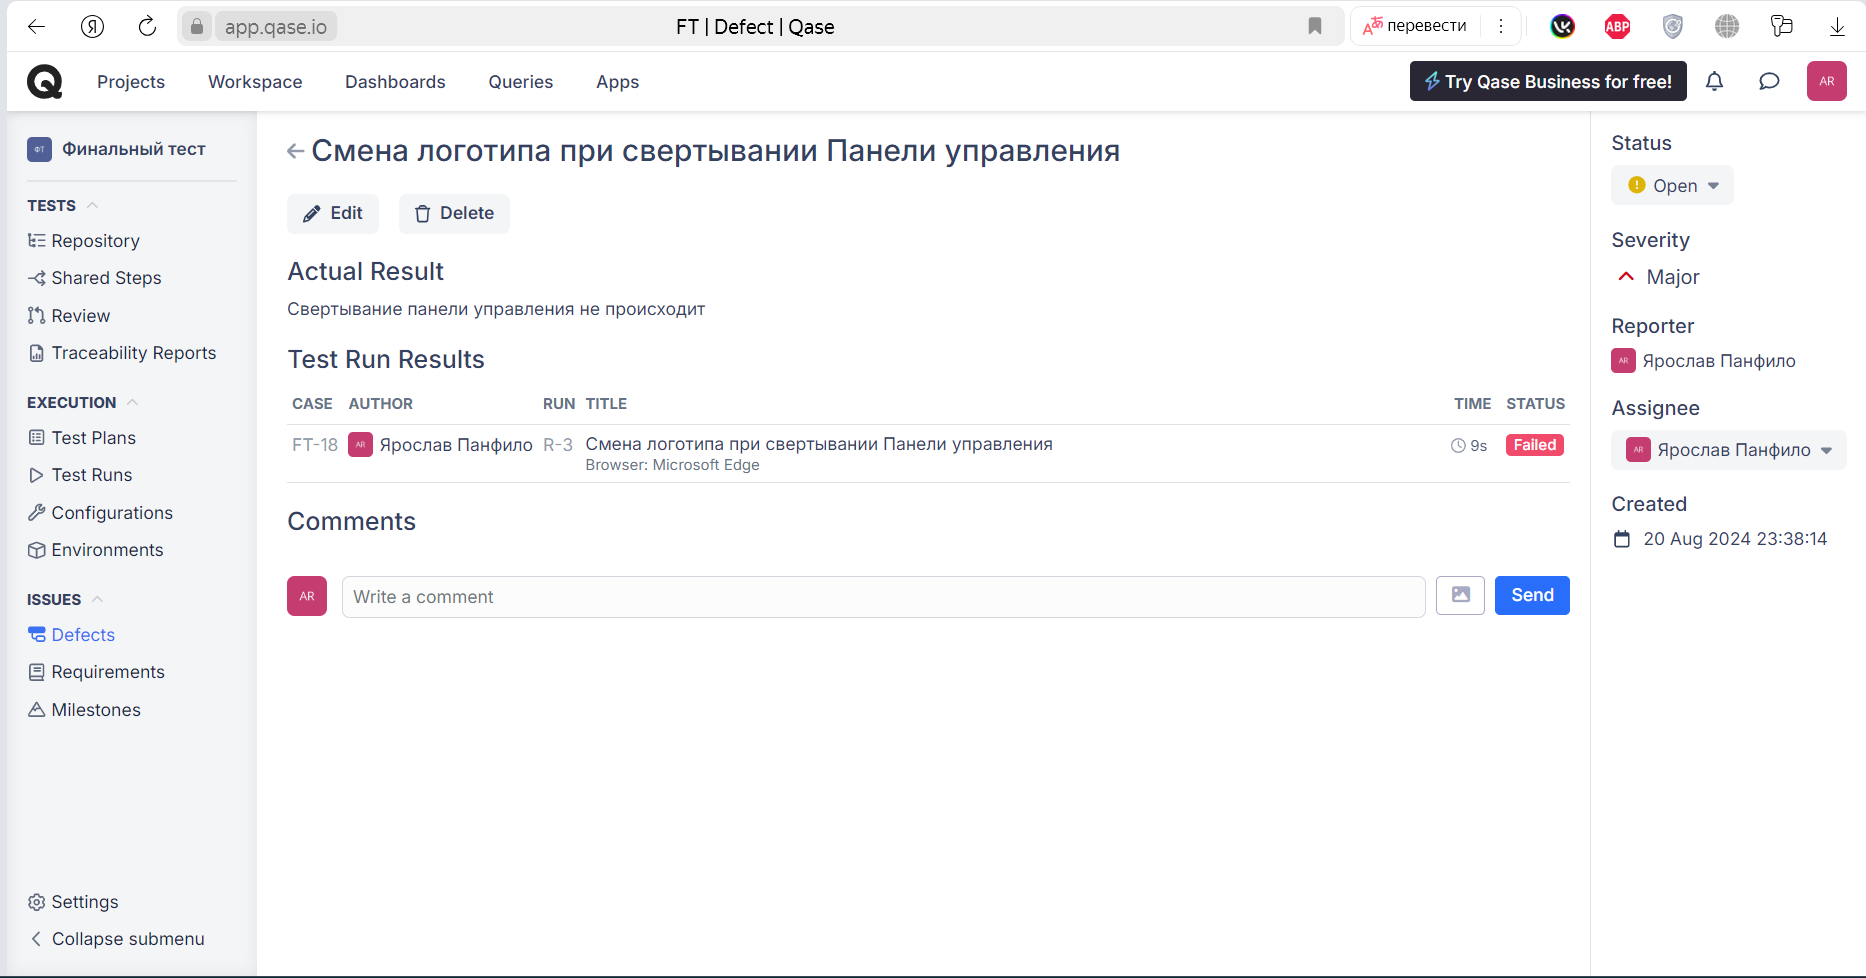 Я
app.qase.io
FT | Defect | Qase
перевести
ABP
Projects
Workspace
Dashboards
Queries
Apps
Try Qase Business for free!
AR
ФТ
Финальный тест
TESTS
Repository
Shared Steps
Review
Traceability Reports
EXECUTION
Test Plans
Test Runs
Configurations
Environments
ISSUES
Defects
Requirements
Milestones
Settings
Collapse submenu
Смена логотипа при свертывании Панели управления
Edit
Delete
Actual Result
Свертывание панели управления не происходит
Test Run Results
CASE AUTHOR RUN TITLE TIME STATUS
FT-18 AR Ярослав Панфило R-3 Смена логотипа при свертывании Панели управления 9s Failed
Browser: Microsoft Edge
Comments
AR
Write a comment
Send
Status
Open
Severity
Major
Reporter
AR Ярослав Панфило
Assignee
AR Ярослав Панфило
Created
20 Aug 2024 23:38:14